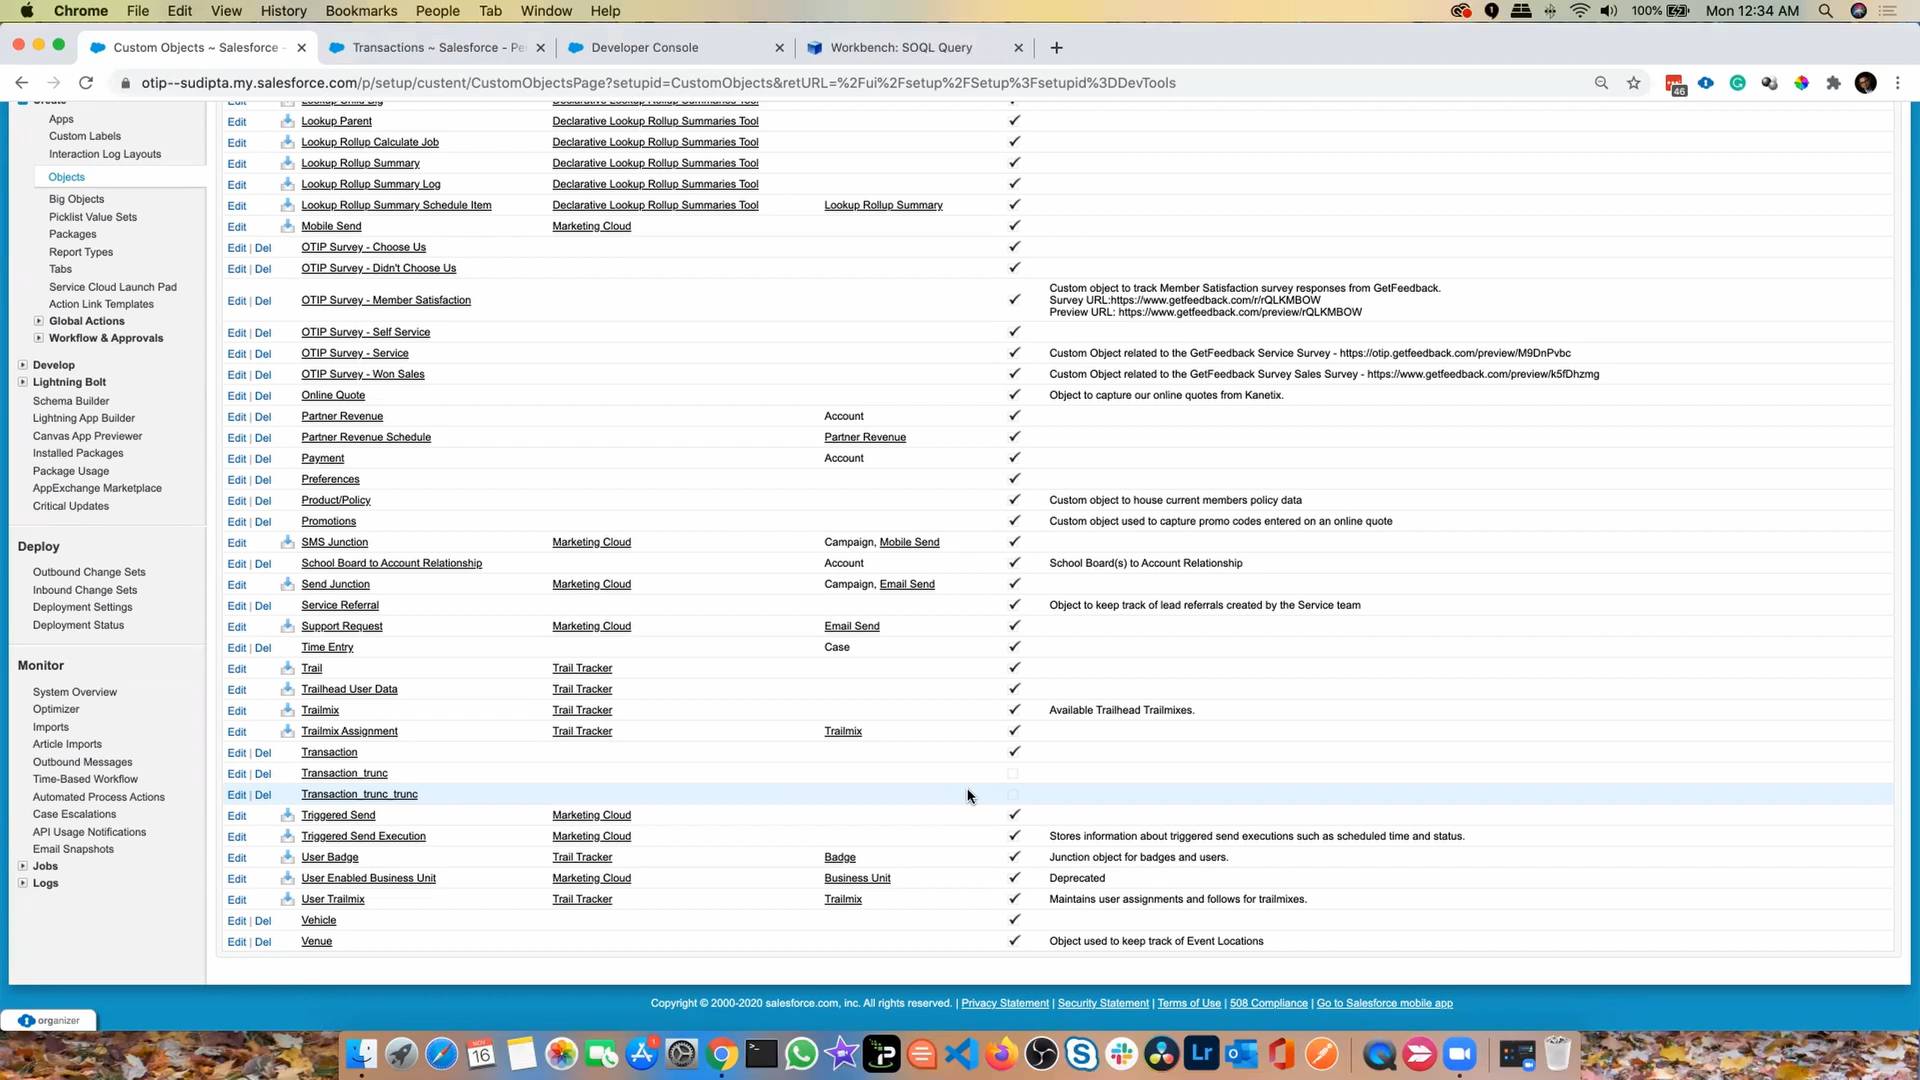 Chrome File Edit View History Bookmarks People Tab Window Help 100% Mon 12:34 AM
Custom Objects ~ Salesforce - Transactions ~ Salesforce - Pe Developer Console Workbench: SOQL Query
otip--sudipta.my.salesforce.com/p/setup/custent/CustomObjectsPage?setupid=CustomObjects&retURL=%2Fui%2Fsetup%2FSetup%3Fsetupid%3DDevTools 46
Create
Apps
Custom Labels
Interaction Log Layouts
Objects
Big Objects
Picklist Value Sets
Packages
Report Types
Tabs
Service Cloud Launch Pad
Action Link Templates
Global Actions
Workflow & Approvals
Develop
Lightning Bolt
Schema Builder
Lightning App Builder
Canvas App Previewer
Installed Packages
Package Usage
AppExchange Marketplace
Critical Updates
Deploy
Outbound Change Sets
Inbound Change Sets
Deployment Settings
Deployment Status
Monitor
System Overview
Optimizer
Imports
Article Imports
Outbound Messages
Time-Based Workflow
Automated Process Actions
Case Escalations
API Usage Notifications
Email Snapshots
Jobs
Logs
Edit Lookup Child Big Declarative Lookup Rollup Summaries Tool
Edit Lookup Parent Declarative Lookup Rollup Summaries Tool
Edit Lookup Rollup Calculate Job Declarative Lookup Rollup Summaries Tool
Edit Lookup Rollup Summary Declarative Lookup Rollup Summaries Tool
Edit Lookup Rollup Summary Log Declarative Lookup Rollup Summaries Tool
Edit Lookup Rollup Summary Schedule Item Declarative Lookup Rollup Summaries Tool Lookup Rollup Summary
Edit Mobile Send Marketing Cloud
Edit | Del OTIP Survey - Choose Us
Edit | Del OTIP Survey - Didn't Choose Us
Custom object to track Member Satisfaction survey responses from GetFeedback.
Edit | Del OTIP Survey - Member Satisfaction Survey URL:https://www.getfeedback.com/r/rQLKMBOW
Preview URL: https://www.getfeedback.com/preview/rQLKMBOW
Edit | Del OTIP Survey - Self Service
Edit | Del OTIP Survey - Service Custom Object related to the GetFeedback Service Survey - https://otip.getfeedback.com/preview/M9DnPvbc
Edit | Del OTIP Survey - Won Sales Custom Object related to the GetFeedback Survey Sales Survey - https://www.getfeedback.com/preview/k5fDhzmg
Edit | Del Online Quote Object to capture our online quotes from Kanetix.
Edit | Del Partner Revenue Account
Edit | Del Partner Revenue Schedule Partner Revenue
Edit | Del Payment Account
Edit | Del Preferences
Edit | Del Product/Policy Custom object to house current members policy data
Edit | Del Promotions Custom object used to capture promo codes entered on an online quote
Edit SMS Junction Marketing Cloud Campaign, Mobile Send
Edit | Del School Board to Account Relationship Account School Board(s) to Account Relationship
Edit Send Junction Marketing Cloud Campaign, Email Send
Edit | Del Service Referral Object to keep track of lead referrals created by the Service team
Edit Support Request Marketing Cloud Email Send
Edit | Del Time Entry Case
Edit Trail Trail Tracker
Edit Trailhead User Data Trail Tracker
Edit Trailmix Trail Tracker Available Trailhead Trailmixes.
Edit Trailmix Assignment Trail Tracker Trailmix
Edit | Del Transaction
Edit | Del Transaction_trunc
Edit | Del Transaction_trunc_trunc
Edit Triggered Send Marketing Cloud
Edit Triggered Send Execution Marketing Cloud Stores information about triggered send executions such as scheduled time and status.
Edit User Badge Trail Tracker Badge Junction object for badges and users.
Edit User Enabled Business Unit Marketing Cloud Business Unit Deprecated
Edit User Trailmix Trail Tracker Trailmix Maintains user assignments and follows for trailmixes.
Edit | Del Vehicle
Edit | Del Venue Object used to keep track of Event Locations
Copyright © 2000-2020 salesforce.com, inc. All rights reserved. | Privacy Statement | Security Statement | Terms of Use | 508 Compliance | Go to Salesforce mobile app
organizer
NOV
16
1
Lr